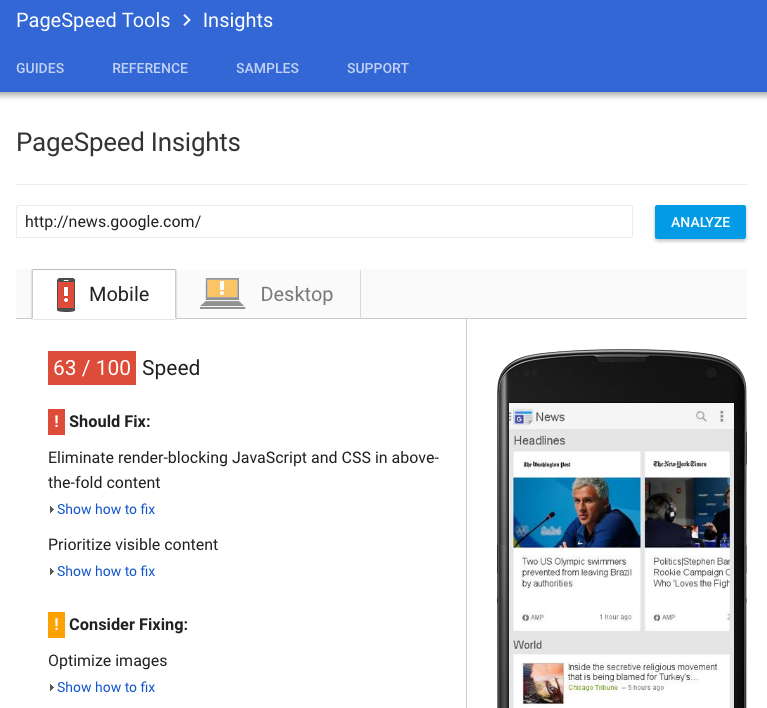 PageSpeed Tools > Insights
GUIDES REFERENCE SAMPLES SUPPORT
PageSpeed Insights
http://news.google.com/ ANALYZE
! Mobile ! Desktop
63 / 100 Speed
! Should Fix:
Eliminate render-blocking JavaScript and CSS in above-
the-fold content
Show how to fix
Prioritize visible content
Show how to fix
! Consider Fixing:
Optimize images
Show how to fix
G News
Headlines
The Washington Post
Two US Olympic swimmers
prevented from leaving Brazil
by authorities
AMP 1 hour ago
The New York Times
Politics|Stephen Ban
Rookie Campaign C
Who 'Loves the Figh
AMP 2
World
Inside the secretive religious movement
that is being blamed for Turkey's...
Chicago Tribune – 5 hours ago